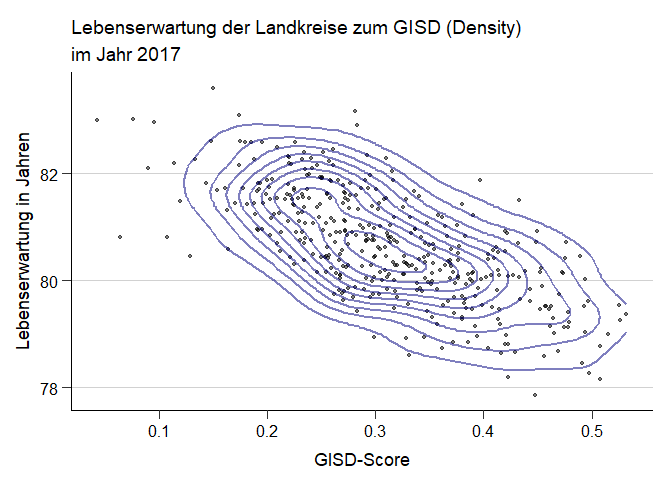 Lebenserwartung der Landkreise zum GISD (Density)
im Jahr 2017
Lebenserwartung in Jahren
82
80
78
0.1 0.2 0.3 0.4 0.5
GISD-Score